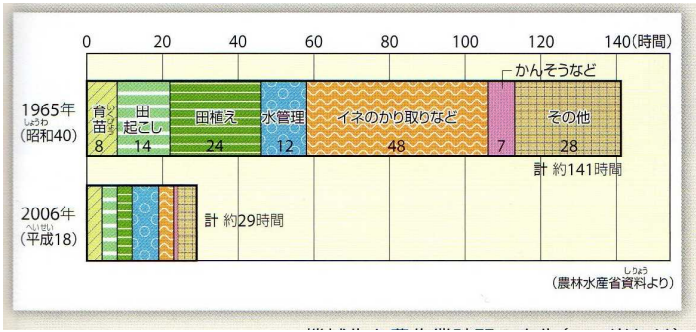 0 20 40 60 80 100 120 140(時間)
かんそうなど
1965年
しょうわ
(昭和40)
いくびょう
育苗 8
田起こし 14
田植え 24
水管理 12
イネのかり取りなど 48
7
その他 28
計 約141時間
2006年
へいせい
(平成18)
計 約29時間
しりょう
(農林水産省資料より)